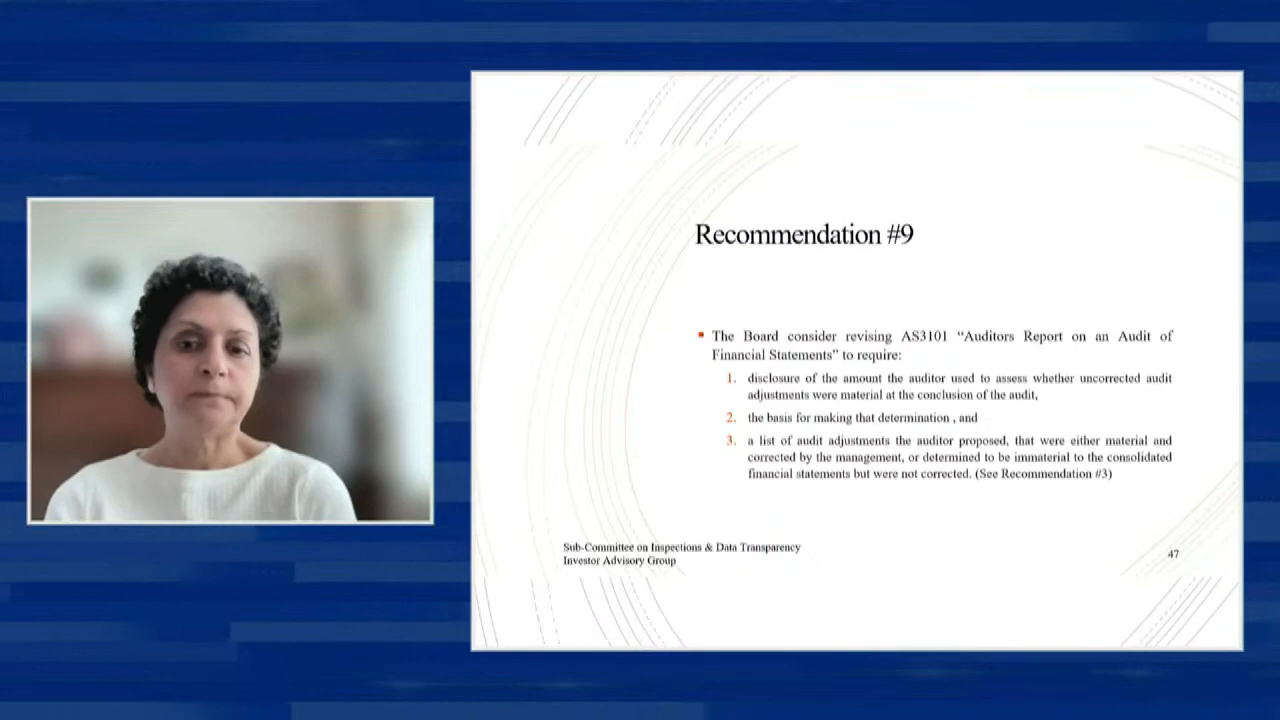 Recommendation #9
The Board consider revising AS3101 “Auditors Report on an Audit of
Financial Statements” to require:
1. disclosure of the amount the auditor used to assess whether uncorrected audit
adjustments were material at the conclusion of the audit,
2. the basis for making that determination , and
3. a list of audit adjustments the auditor proposed, that were either material and
corrected by the management, or determined to be immaterial to the consolidated
financial statements but were not corrected. (See Recommendation #3)
Sub-Committee on Inspections & Data Transparency
Investor Advisory Group
47